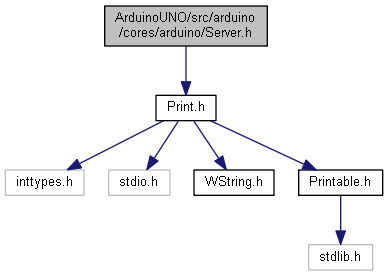 ArduinoUNO/src/arduino
/cores/arduino/Server.h
Print.h
inttypes.h
stdio.h
WString.h
Printable.h
stdlib.h